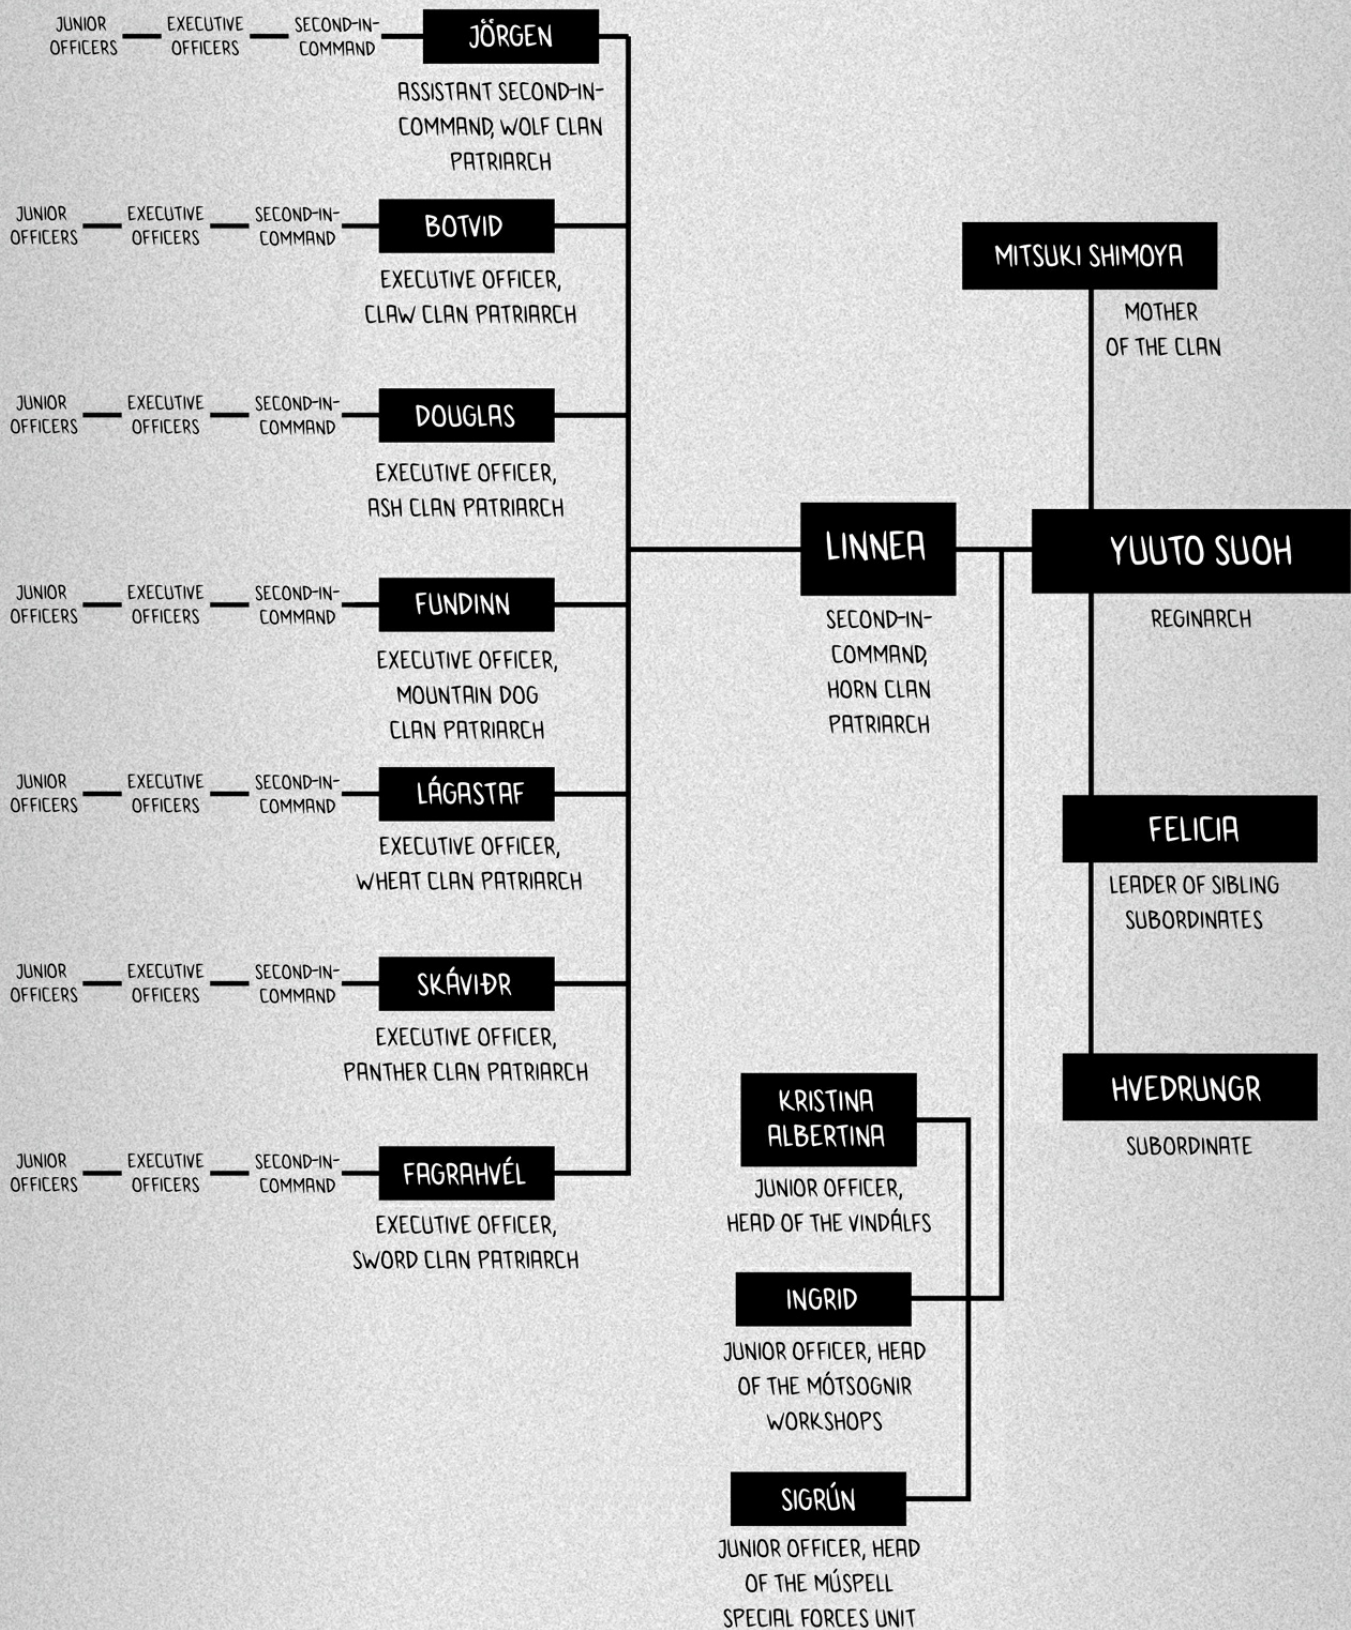 JUNIOR
OFFICERS
EXECUTIVE
OFFICERS
SECOND-IN-
COMMAND
JÖRGEN
ASSISTANT SECOND-IN-
COMMAND, WOLF CLAN
PATRIARCH
JUNIOR
OFFICERS
EXECUTIVE
OFFICERS
SECOND-IN-
COMMAND
BOTVID
EXECUTIVE OFFICER,
CLAW CLAN PATRIARCH
JUNIOR
OFFICERS
EXECUTIVE
OFFICERS
SECOND-IN-
COMMAND
DOUGLAS
EXECUTIVE OFFICER,
ASH CLAN PATRIARCH
JUNIOR
OFFICERS
EXECUTIVE
OFFICERS
SECOND-IN-
COMMAND
FUNDINN
EXECUTIVE OFFICER,
MOUNTAIN DOG
CLAN PATRIARCH
JUNIOR
OFFICERS
EXECUTIVE
OFFICERS
SECOND-IN-
COMMAND
LÁGASTAF
EXECUTIVE OFFICER,
WHEAT CLAN PATRIARCH
JUNIOR
OFFICERS
EXECUTIVE
OFFICERS
SECOND-IN-
COMMAND
SKÁVIÐR
EXECUTIVE OFFICER,
PANTHER CLAN PATRIARCH
JUNIOR
OFFICERS
EXECUTIVE
OFFICERS
SECOND-IN-
COMMAND
FAGRAHVÉL
EXECUTIVE OFFICER,
SWORD CLAN PATRIARCH
LINNEA
SECOND-IN-
COMMAND,
HORN CLAN
PATRIARCH
MITSUKI SHIMOYA
MOTHER
OF THE CLAN
YUUTO SUOH
REGINARCH
FELICIA
LEADER OF SIBLING
SUBORDINATES
HVEDRUNGR
SUBORDINATE
KRISTINA
ALBERTINA
JUNIOR OFFICER,
HEAD OF THE VINDÁLFS
INGRID
JUNIOR OFFICER, HEAD
OF THE MÓTSOGNIR
WORKSHOPS
SIGRÚN
JUNIOR OFFICER, HEAD
OF THE MÚSPELL
SPECIAL FORCES UNIT